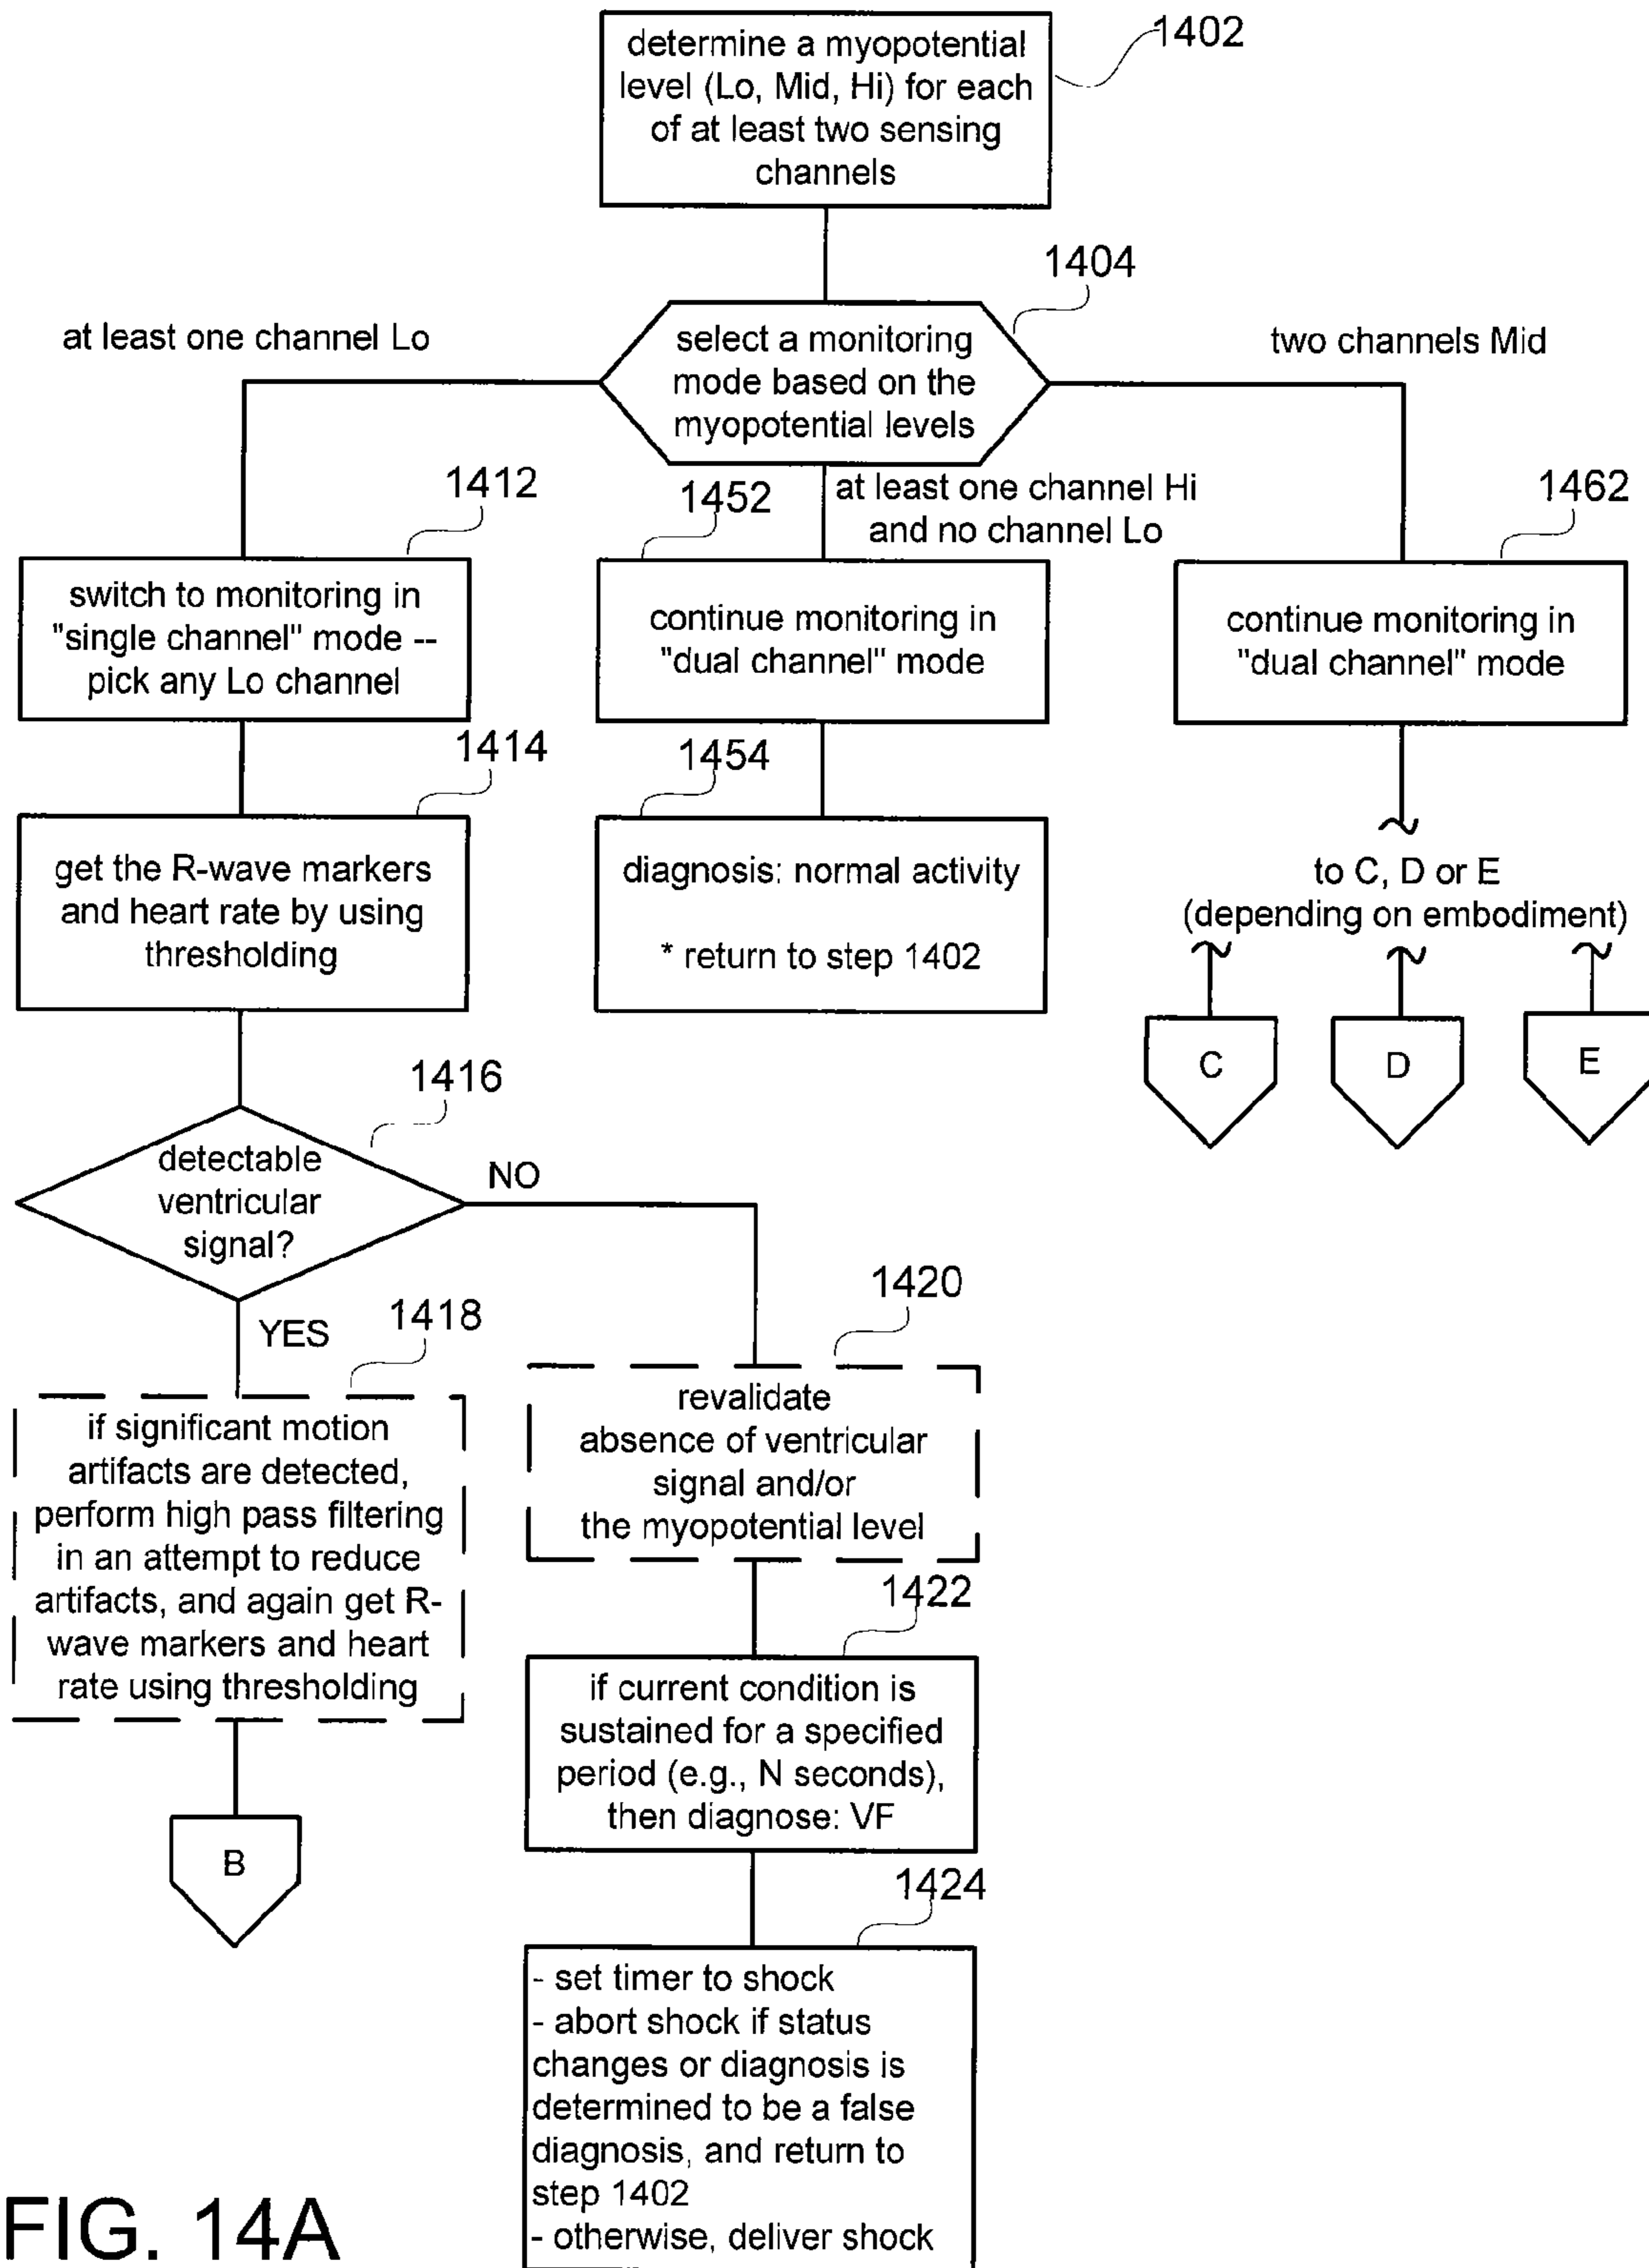 determine a myopotential
level (Lo, Mid, Hi) for each
of at least two sensing
channels
1402
1404
select a monitoring
mode based on the
myopotential levels
at least one channel Lo
two channels Mid
at least one channel Hi
and no channel Lo
1412
switch to monitoring in
"single channel" mode --
pick any Lo channel
1452
continue monitoring in
"dual channel" mode
1462
continue monitoring in
"dual channel" mode
1414
get the R-wave markers
and heart rate by using
thresholding
1454
diagnosis: normal activity
* return to step 1402
to C, D or E
(depending on embodiment)
C
D
E
1416
detectable
ventricular
signal?
NO
YES
1418
if significant motion
artifacts are detected,
perform high pass filtering
in an attempt to reduce
artifacts, and again get R-
wave markers and heart
rate using thresholding
B
1420
revalidate
absence of ventricular
signal and/or
the myopotential level
1422
if current condition is
sustained for a specified
period (e.g., N seconds),
then diagnose: VF
1424
- set timer to shock
- abort shock if status
changes or diagnosis is
determined to be a false
diagnosis, and return to
step 1402
- otherwise, deliver shock
FIG. 14A